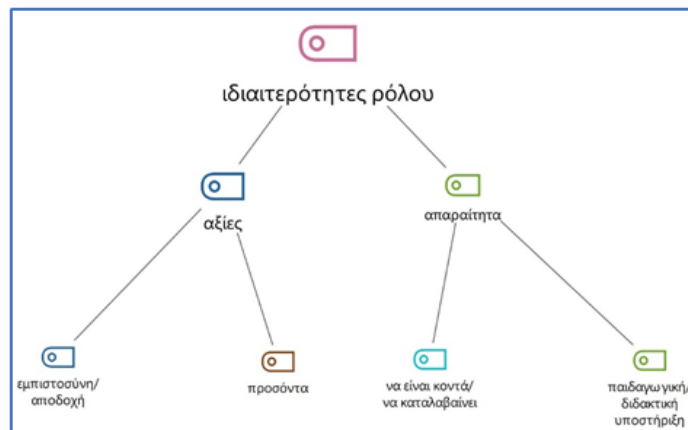 ιδιαιτερότητες ρόλου
αξίες
απαραίτητα
εμπιστοσύνη/
αποδοχή
προσόντα
να είναι κοντά/
να καταλαβαίνει
παιδαγωγική/
διδακτική
υποστήριξη